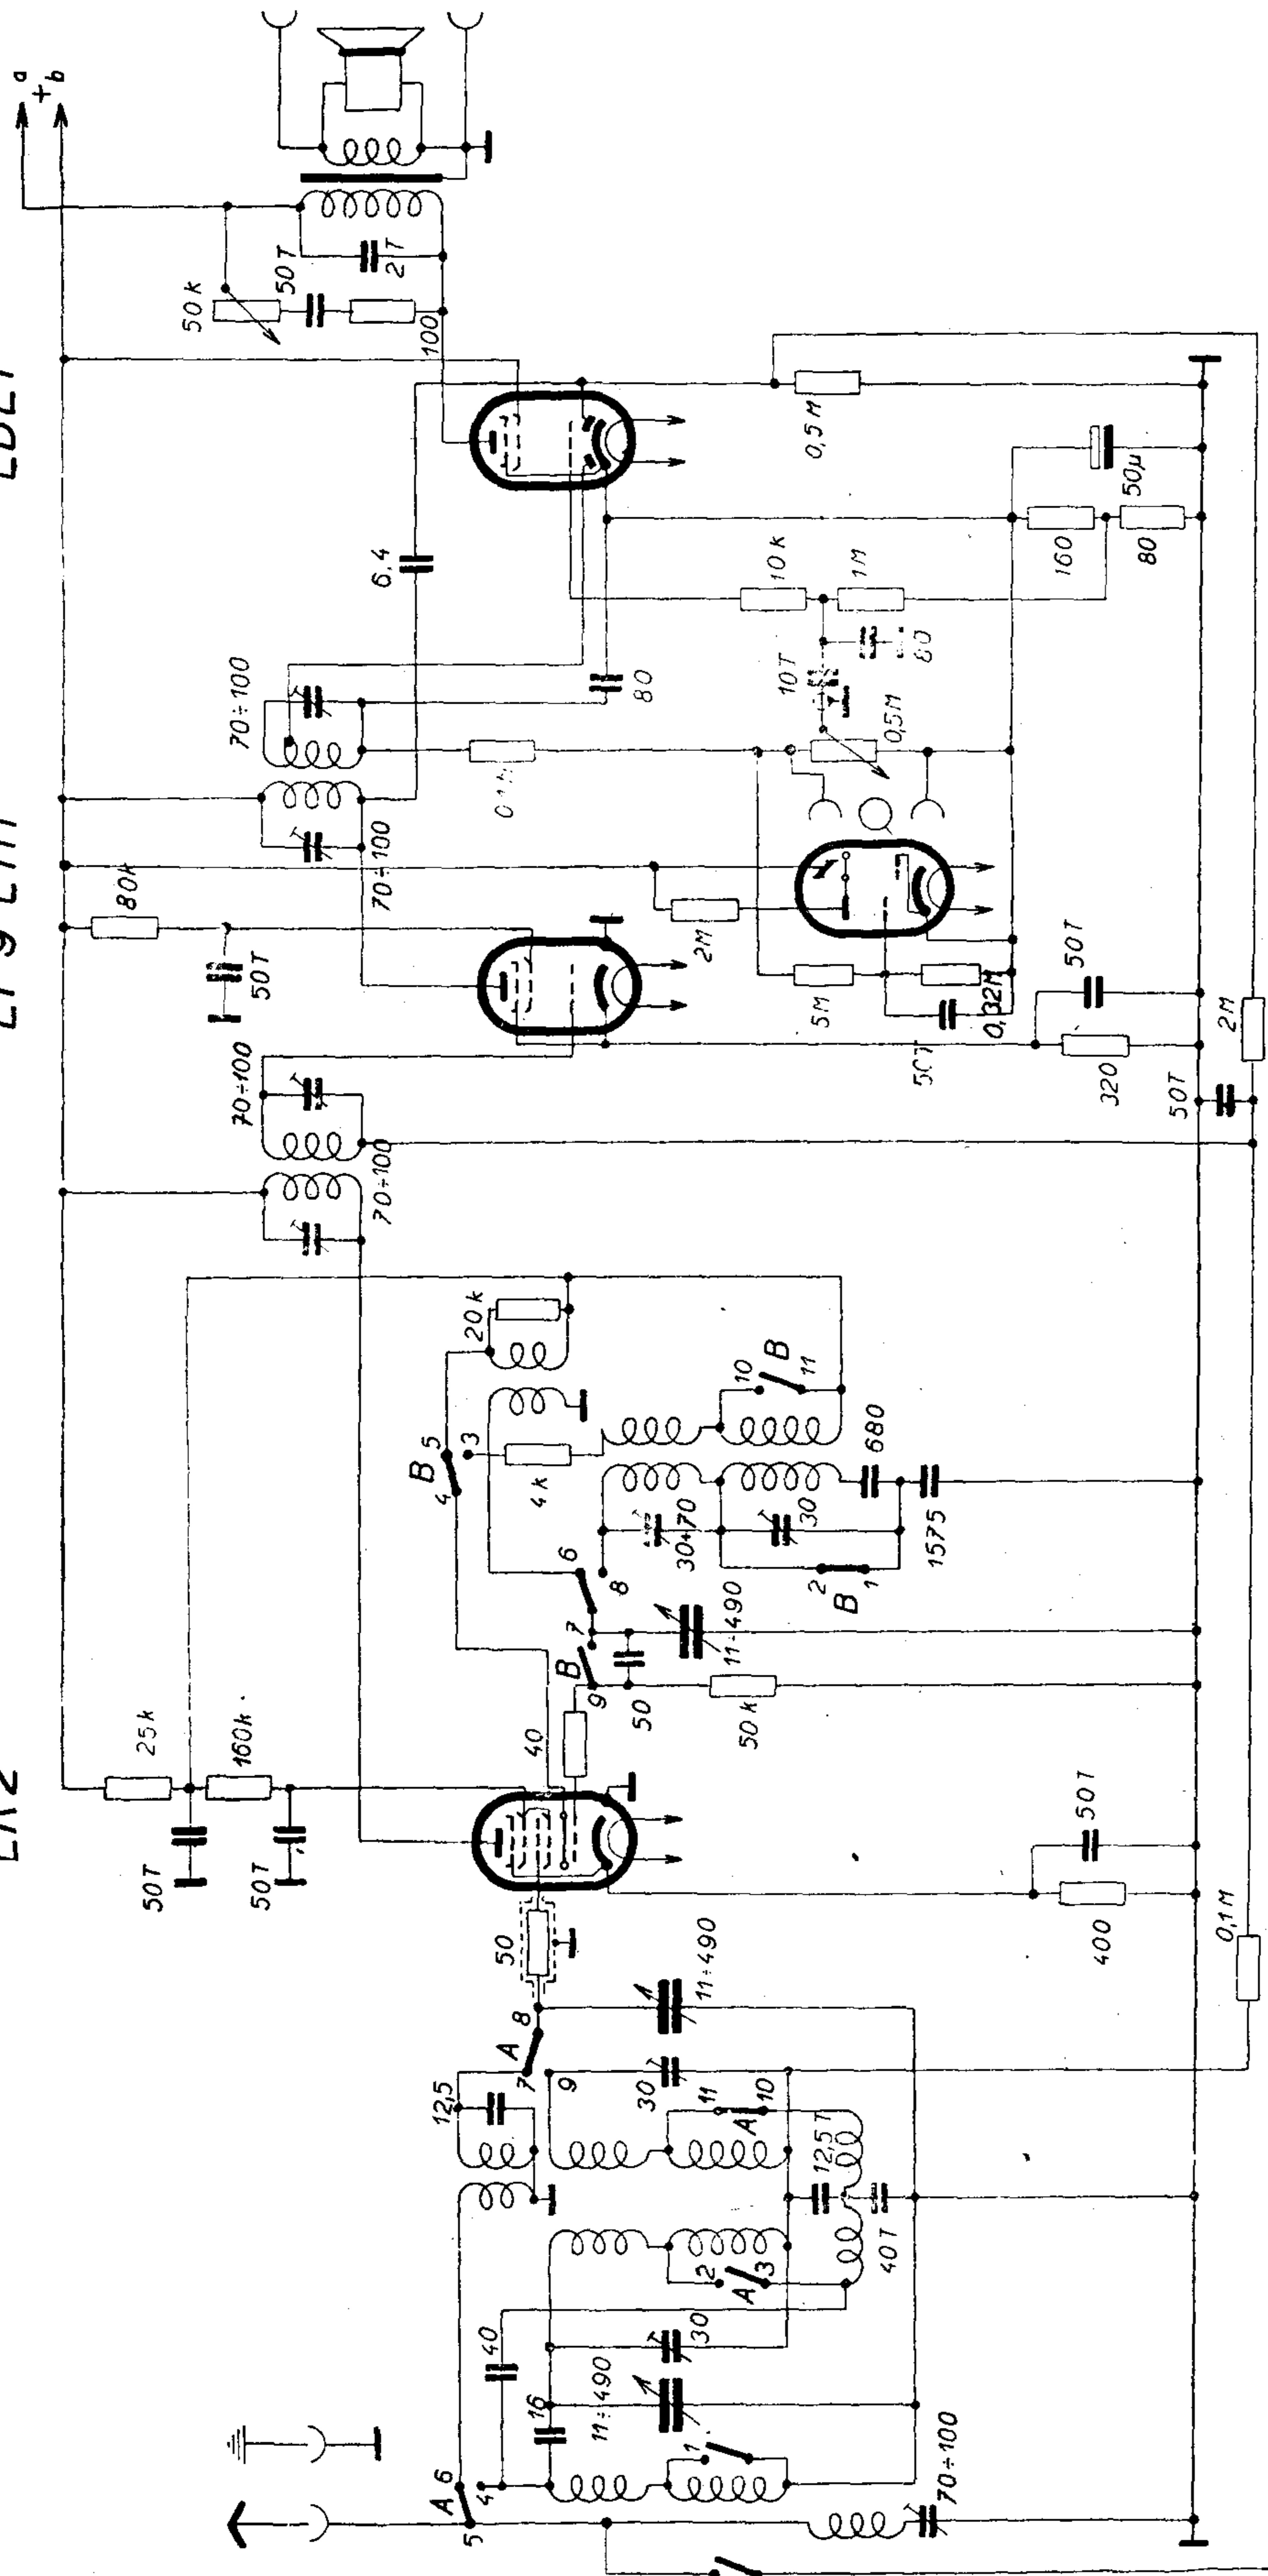 EK2
EF9 EM1
EBL1
a
+
b
50k
50T
2T
100
6,4
0,5M
50µ
160
80
10k
1M
10T
80
0,5M
70÷100
80
80k
50T
70÷100
2M
5M
0,32M
50T
50T
320
2M
50T
70÷100
70÷100
20k
B
5
4
3
4k
10
B
11
680
30+70
30
1575
6
8
2
B
1
7
B
9
11÷490
50
50k
40
25k
160k
50T
50T
50
50T
400
0,1M
11÷490
8
A
7
9
12,5
30
11
A
10
12,5T
40T
2
A
3
40
30
16
11÷490
1
70÷100
A
6
4
5